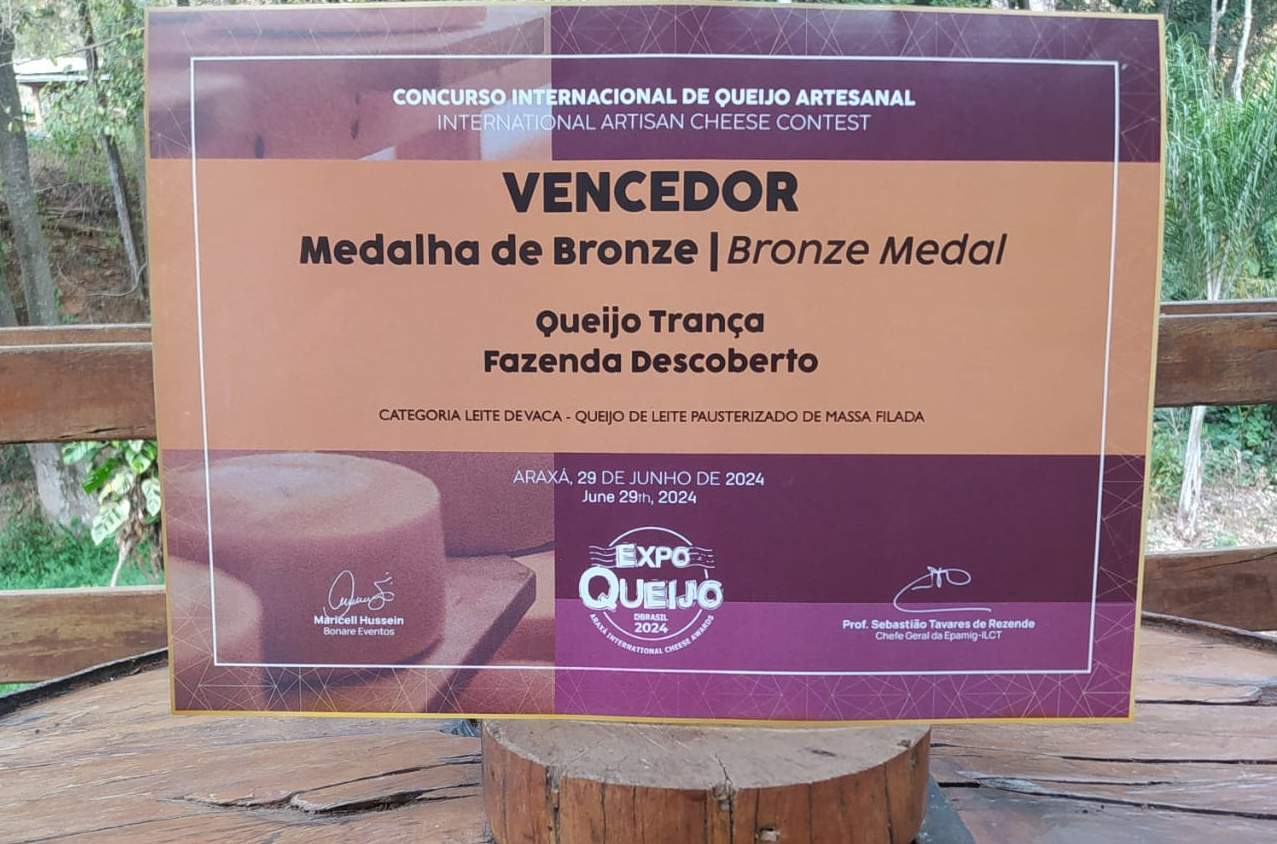 CONCURSO INTERNACIONAL DE QUEIJO ARTESANAL
INTERNATIONAL ARTISAN CHEESE CONTEST
VENCEDOR
Medalha de Bronze | Bronze Medal
Queijo Trança
Fazenda Descoberto
CATEGORIA LEITE DE VACA - QUEIJO DE LEITE PAUSTERIZADO DE MASSA FILADA
ARAXÁ, 29 DE JUNHO DE 2024
June 29th, 2024
EXPO
QUEIJO
BRASIL
2024
ARAXÁ INTERNATIONAL CHEESE AWARDS
Maricell Hussein
Bonare Eventos
Prof. Sebastião Tavares de Rezende
Chefe Geral da Epamig-ILCT